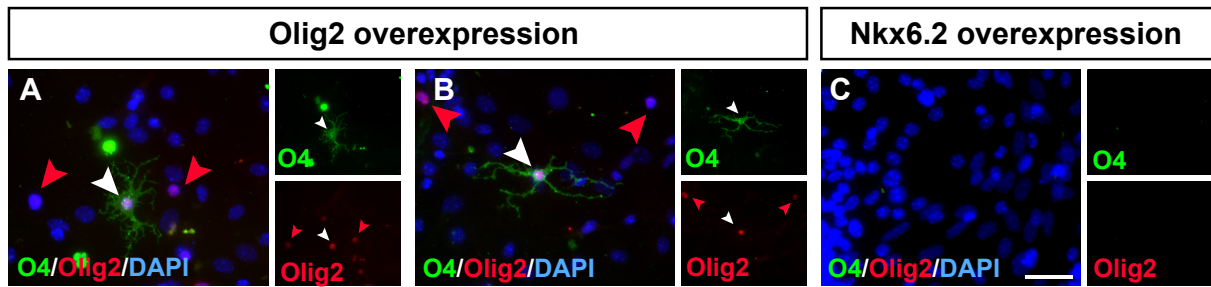 Olig2 overexpression
Nkx6.2 overexpression
A
O4/Olig2/DAPI
O4
Olig2
B
O4/Olig2/DAPI
O4
Olig2
C
O4/Olig2/DAPI
O4
Olig2